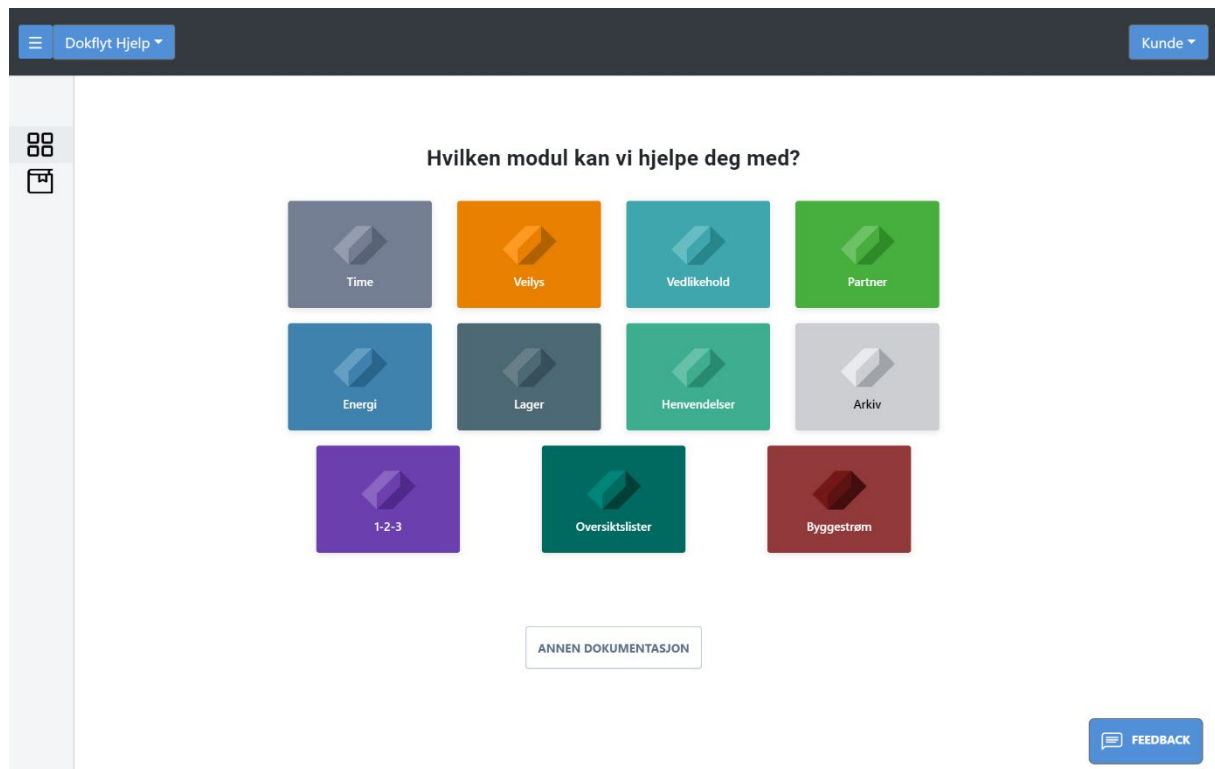 Dokflyt Hjelp
Kunde
Hvilken modul kan vi hjelpe deg med?
Time
Veilys
Vedlikehold
Partner
Energi
Lager
Henvendelser
Arkiv
1-2-3
Oversiktslister
Byggestrøm
ANNEN DOKUMENTASJON
FEEDBACK